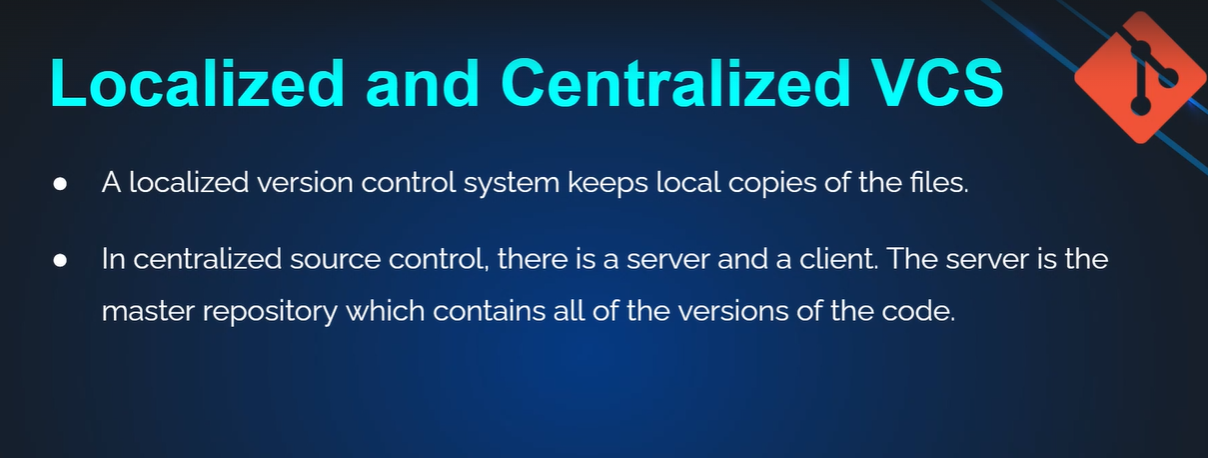 Localized and Centralized VCS
● A localized version control system keeps local copies of the files.
● In centralized source control, there is a server and a client. The server is the
master repository which contains all of the versions of the code.